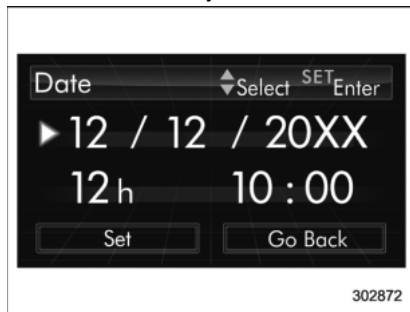 Date Select SET Enter
12 / 12 / 20XX
12h 10:00
Set Go Back
302872